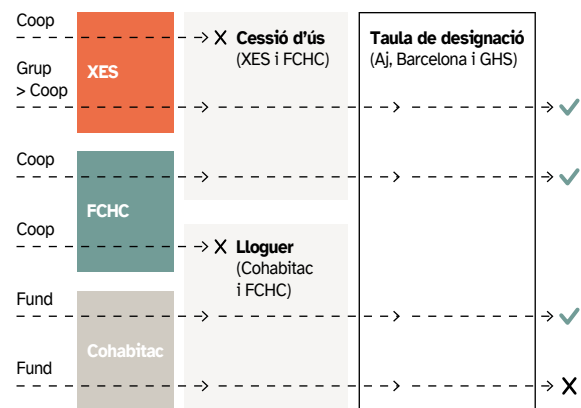 Coop
Grup
> Coop
XES
X Cessió d'ús
(XES i FCHC)
Taula de designació
(Aj, Barcelona i GHS)
Coop
FCHC
Coop
X Lloguer
(Cohabitac
i FCHC)
Fund
Cohabitac
Fund
X